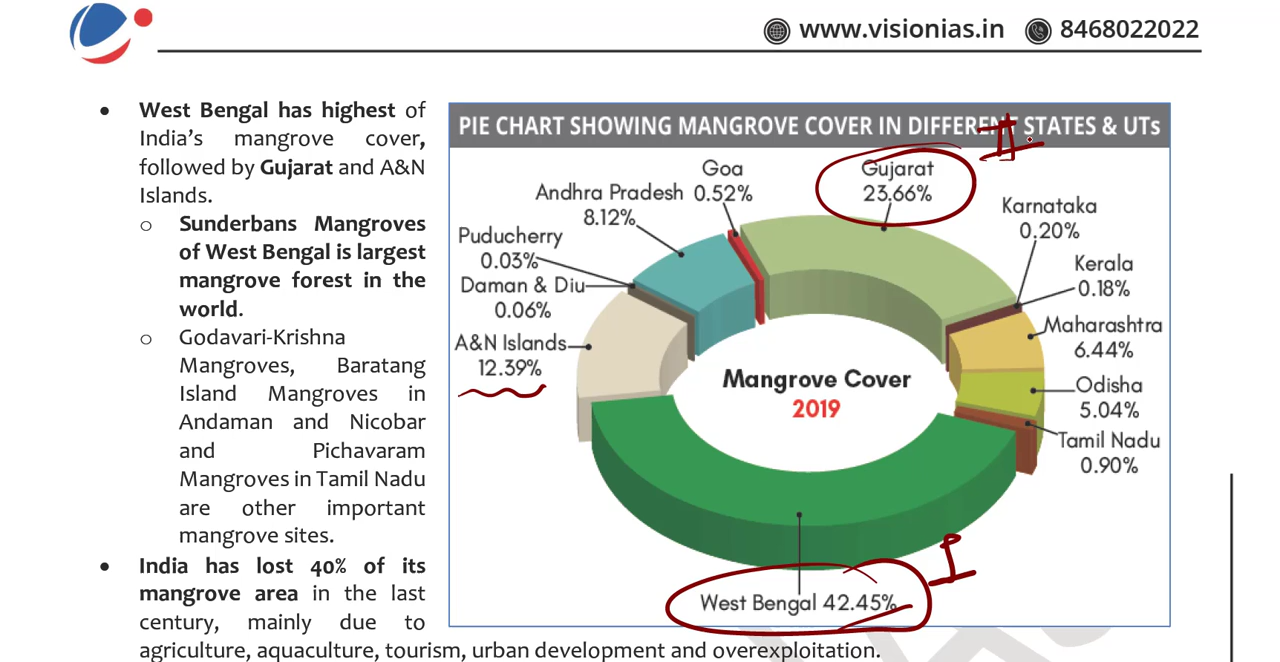 www.visionias.in 8468022022
West Bengal has highest of
India's mangrove cover,
followed by Gujarat and A&N
Islands.
Sunderbans Mangroves
of West Bengal is largest
mangrove forest in the
world.
Godavari-Krishna
Mangroves, Baratang
Island Mangroves in
Andaman and Nicobar
and Pichavaram
Mangroves in Tamil Nadu
are other important
mangrove sites.
India has lost 40% of its
mangrove area in the last
century, mainly due to
agriculture, aquaculture, tourism, urban development and overexploitation.
PIE CHART SHOWING MANGROVE COVER IN DIFFERENT STATES & UTs
II
Goa
0.52%
Gujarat
23.66%
Andhra Pradesh
8.12%
Karnataka
0.20%
Puducherry
0.03%
Kerala
0.18%
Daman & Diu
0.06%
Maharashtra
6.44%
A&N Islands
12.39%
Mangrove Cover
2019
Odisha
5.04%
Tamil Nadu
0.90%
I
West Bengal 42.45%